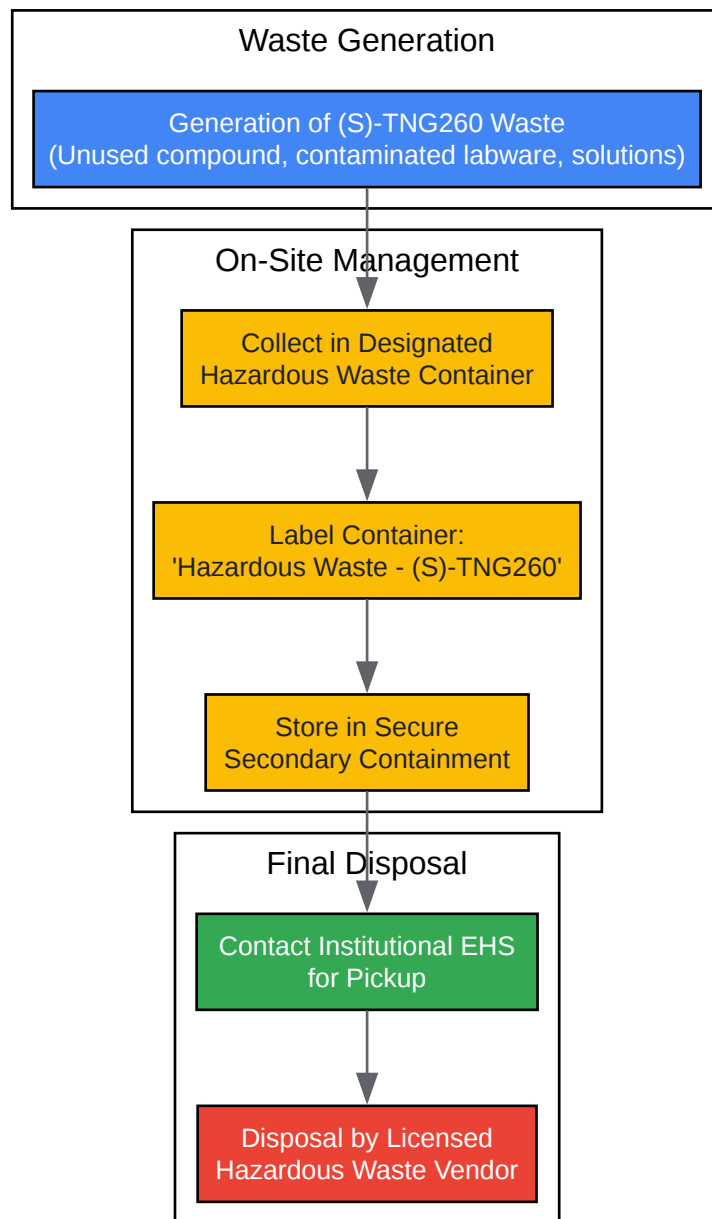 Waste Generation
Generation of (S)-TNG260 Waste
(Unused compound, contaminated labware, solutions)
On-Site Management
Collect in Designated
Hazardous Waste Container
Label Container:
'Hazardous Waste - (S)-TNG260'
Store in Secure
Secondary Containment
Final Disposal
Contact Institutional EHS
for Pickup
Disposal by Licensed
Hazardous Waste Vendor